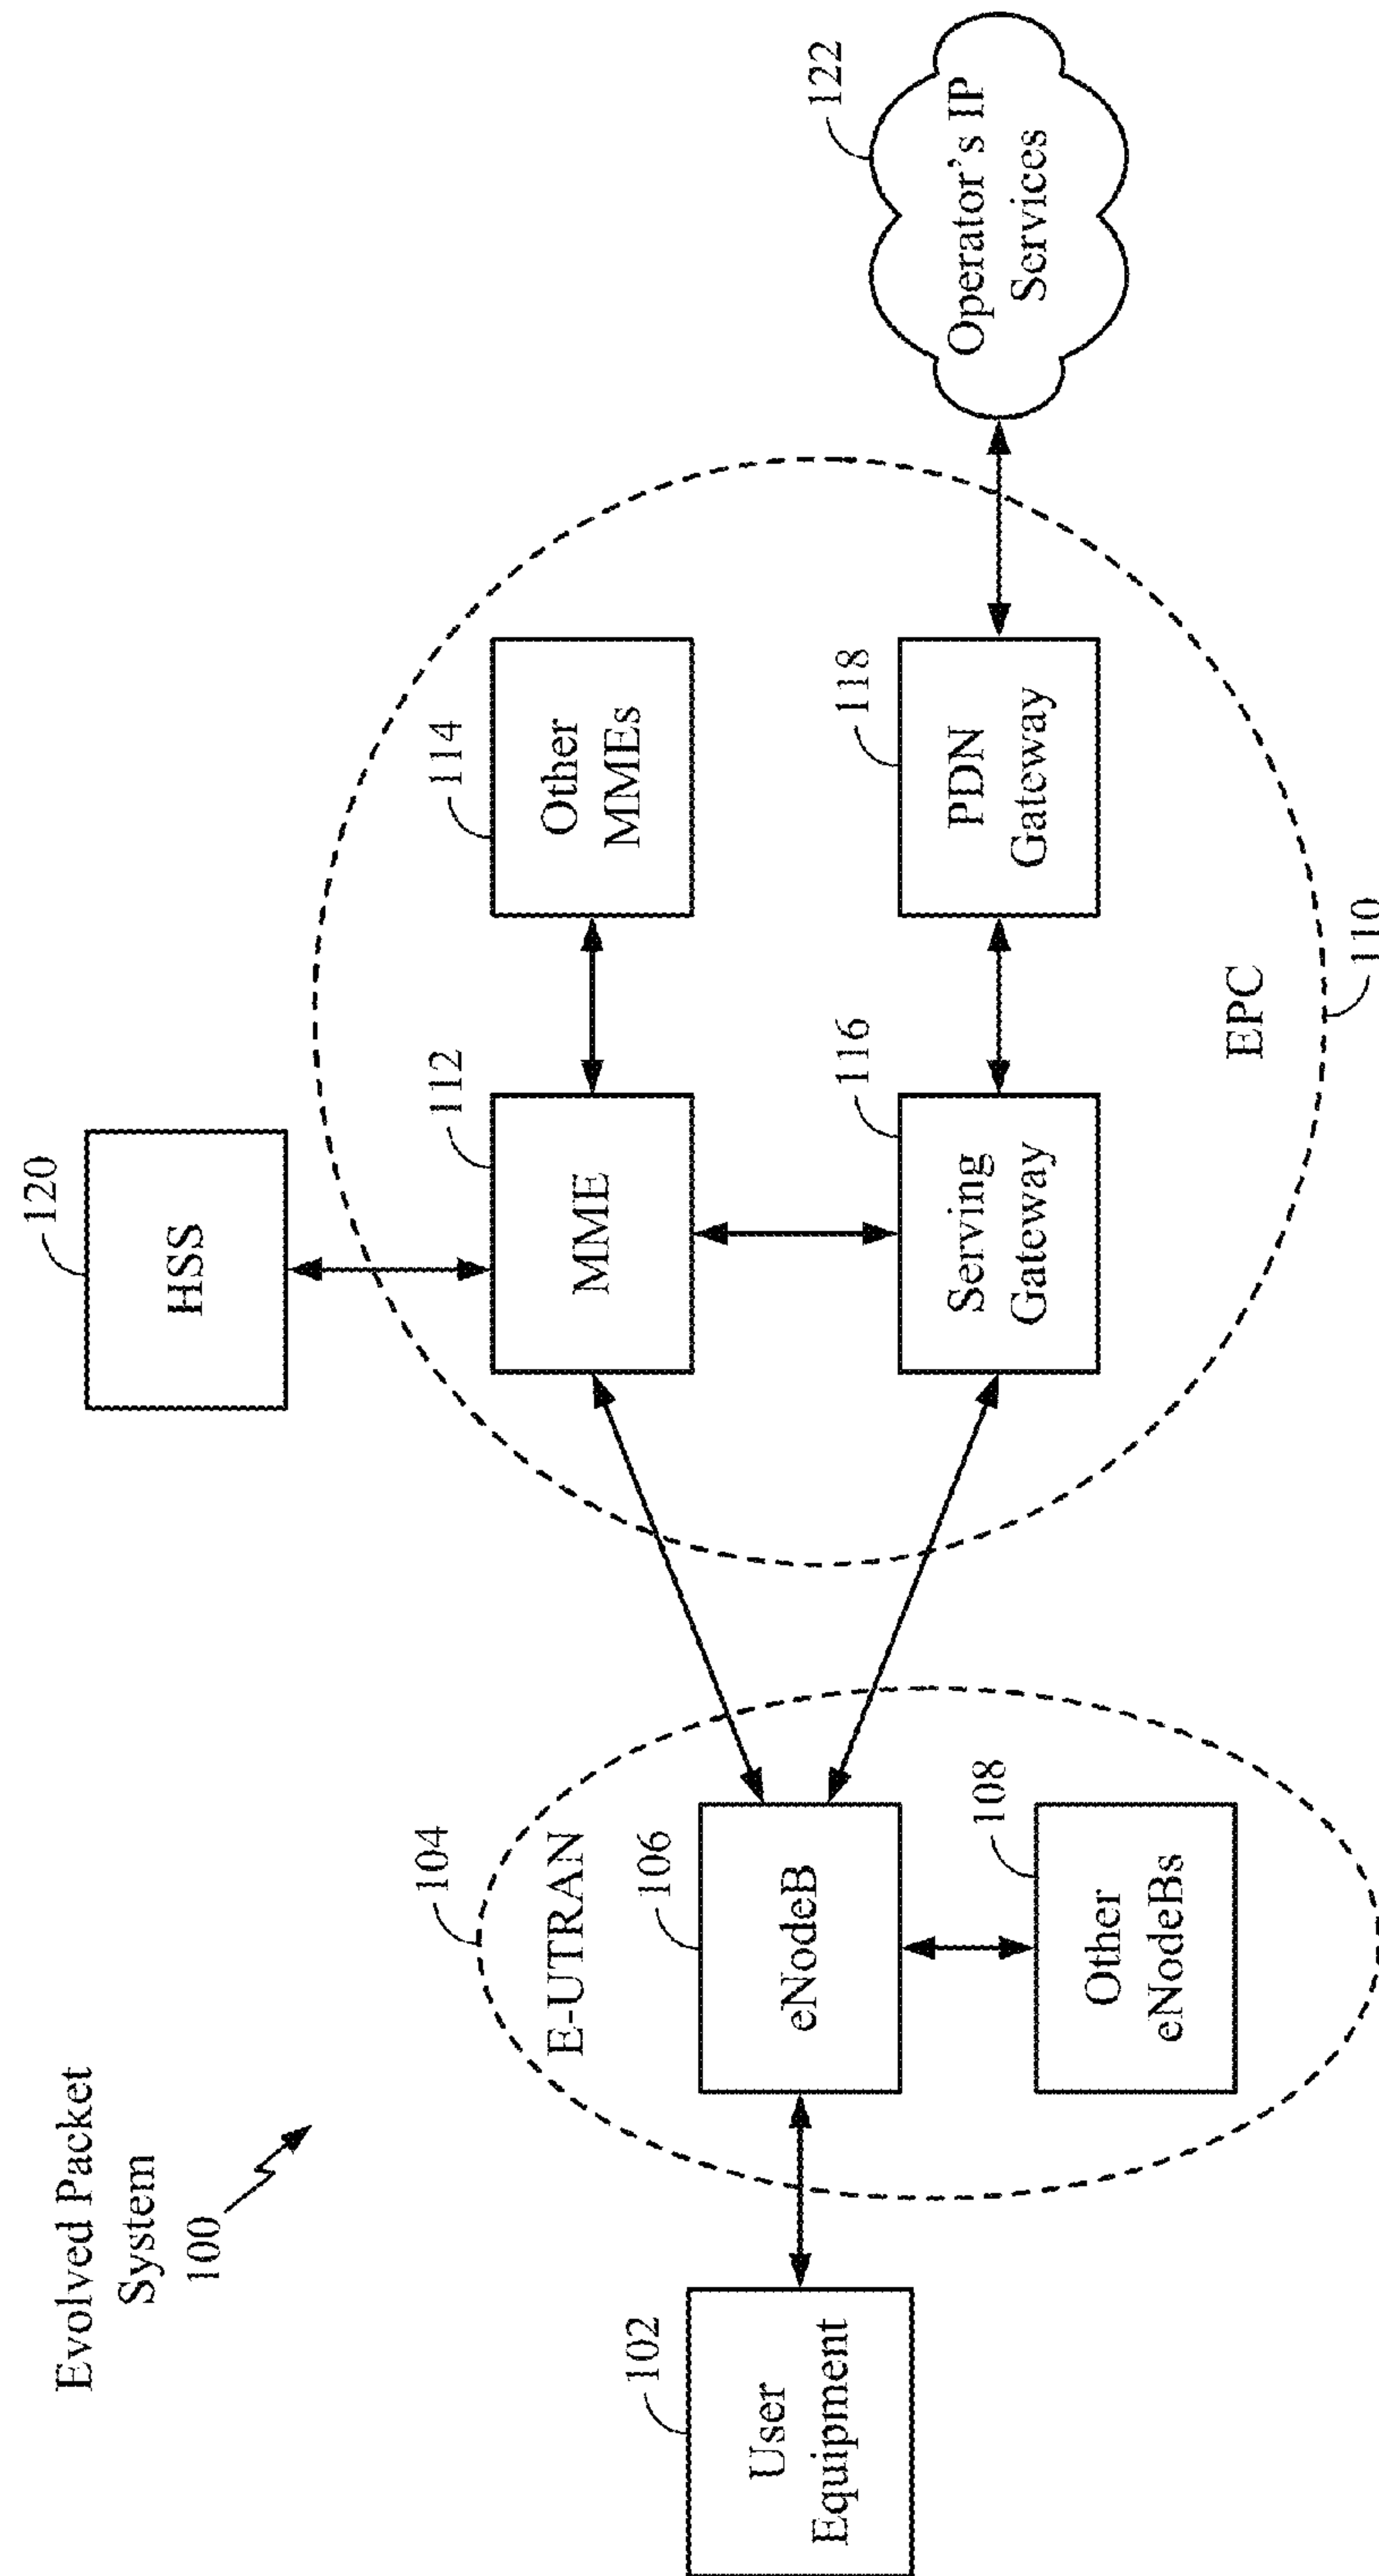 Evolved Packet
System
100
102
User
Equipment
104
E-UTRAN
106
eNodeB
108
Other
eNodeBs
120
HSS
112
MME
114
Other
MMEs
116
Serving
Gateway
118
PDN
Gateway
EPC
110
122
Operator's IP
Services